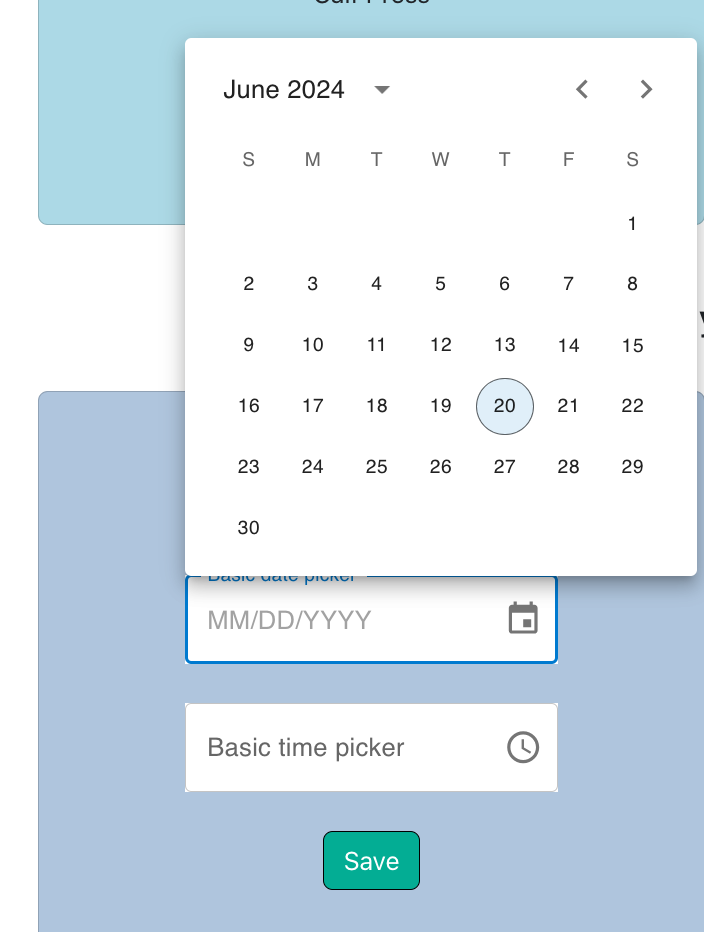 June 2024
S M T W T F S
1
2 3 4 5 6 7 8
9 10 11 12 13 14 15
16 17 18 19 20 21 22
23 24 25 26 27 28 29
30
Basic date picker
MM/DD/YYYY
Basic time picker
Save